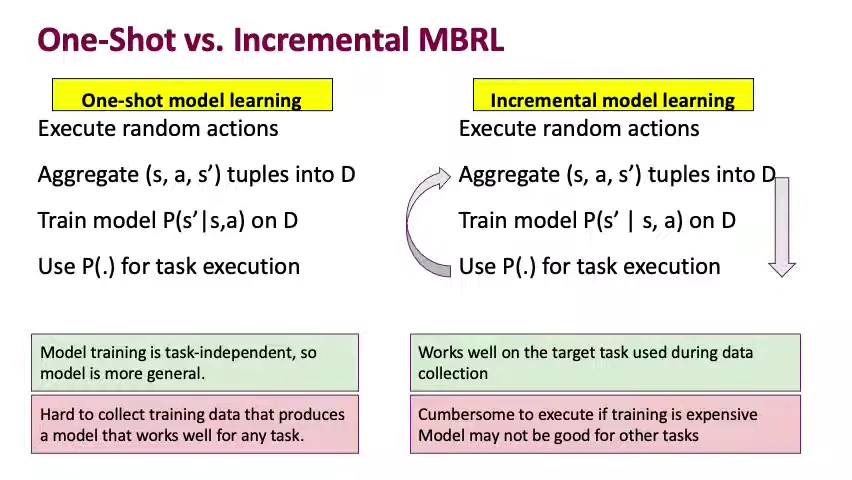 One-Shot vs. Incremental MBRL
One-shot model learning
Execute random actions
Aggregate (s, a, s’) tuples into D
Train model P(s’|s,a) on D
Use P(.) for task execution
Model training is task-independent, so
model is more general.
Hard to collect training data that produces
a model that works well for any task.
Incremental model learning
Execute random actions
Aggregate (s, a, s’) tuples into D
Train model P(s’ | s, a) on D
Use P(.) for task execution
Works well on the target task used during data
collection
Cumbersome to execute if training is expensive
Model may not be good for other tasks